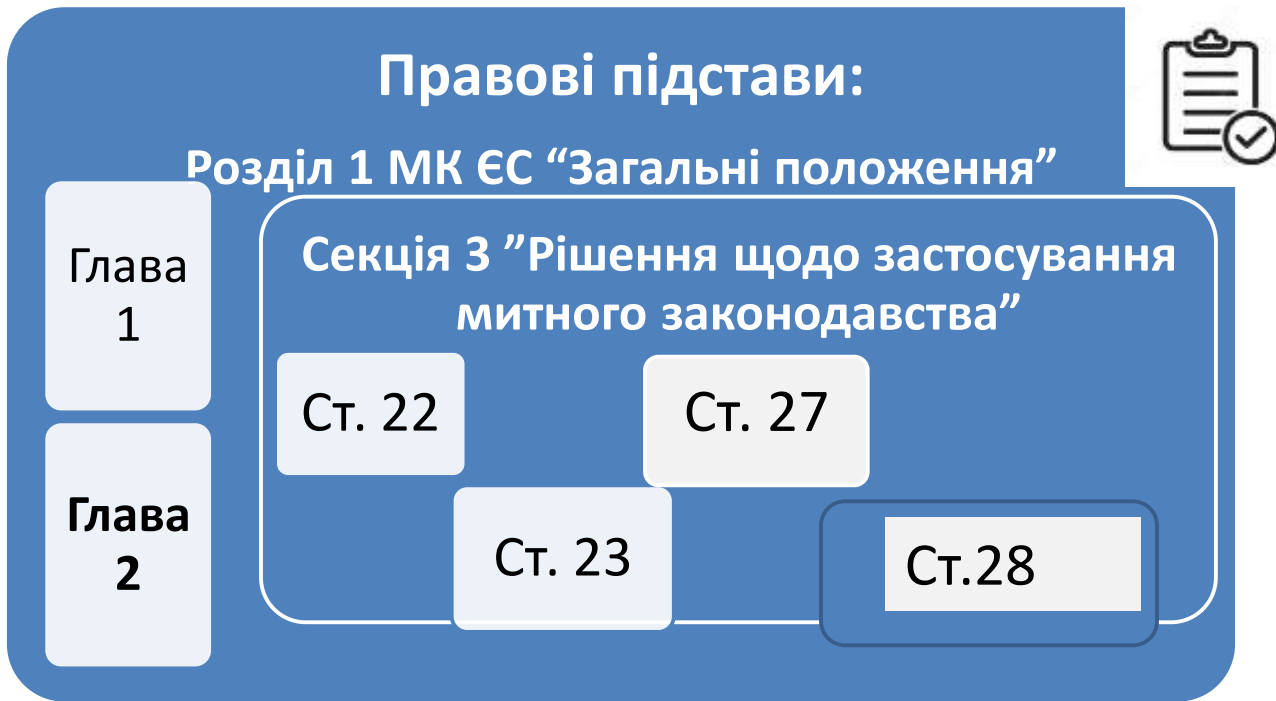 Правові підстави:
Розділ 1 МК ЄС “Загальні положення”
Глава
1
Глава
2
Секція 3 ”Рішення щодо застосування
митного законодавства”
Ст. 22
Ст. 27
Ст. 23
Ст.28